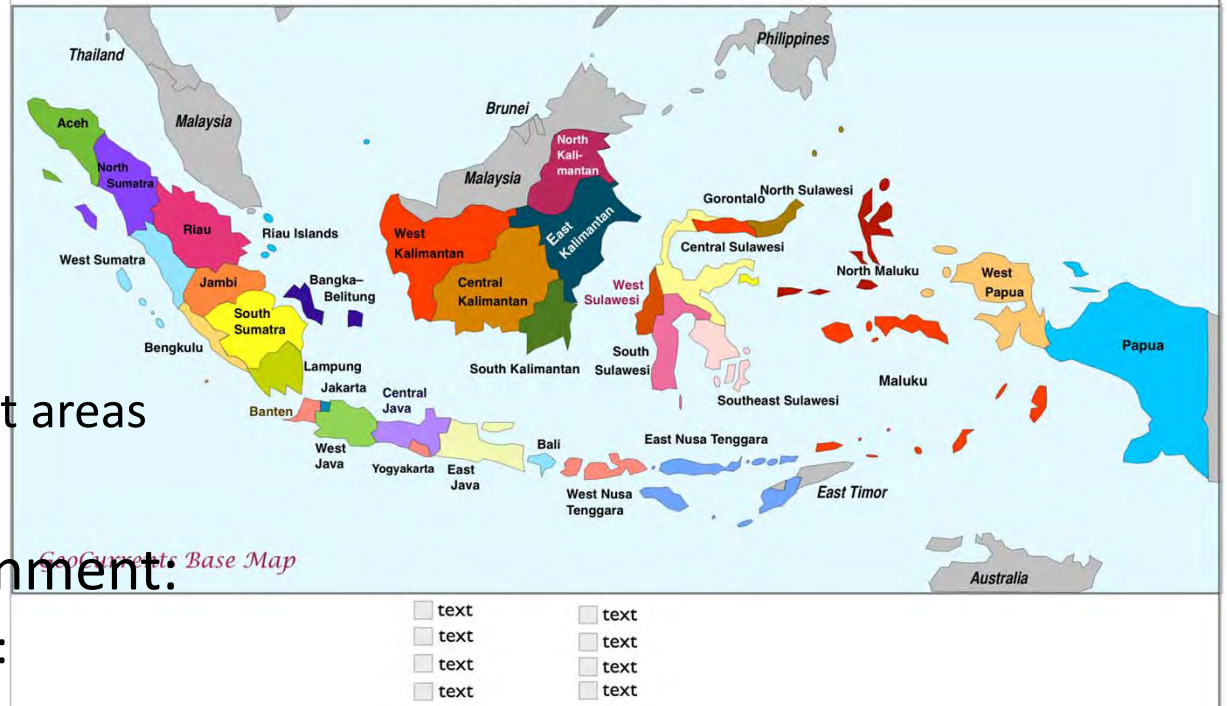 Thailand
Malaysia
Philippines
Brunei
Aceh
North
Sumatra
North
Kali-
mantan
Malaysia
East
Kalimantan
Gorontalo
North Sulawesi
Riau
Riau Islands
West
Kalimantan
Central Sulawesi
West Sumatra
Jambi
Bangka–
Belitung
Central
Kalimantan
West
Sulawesi
North Maluku
West
Papua
South
Sumatra
Bengkulu
Lampung
South Kalimantan
South
Sulawesi
Southeast Sulawesi
Maluku
Papua
Jakarta
Banten
Central
Java
t areas
West
Java
Yogyakarta
East
Java
Bali
East Nusa Tenggara
West Nusa
Tenggara
East Timor
GeoCurrents Base Map
nment:
Australia
:
text
text
text
text
text
text
text
text